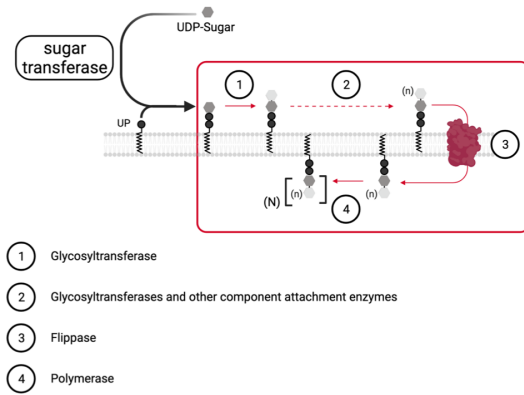 UDP-Sugar
sugar
transferase
1
2
(n)
UP
3
(N)
(n)
(n)
4
1 Glycosyltransferase
2 Glycosyltransferases and other component attachment enzymes
3 Flippase
4 Polymerase